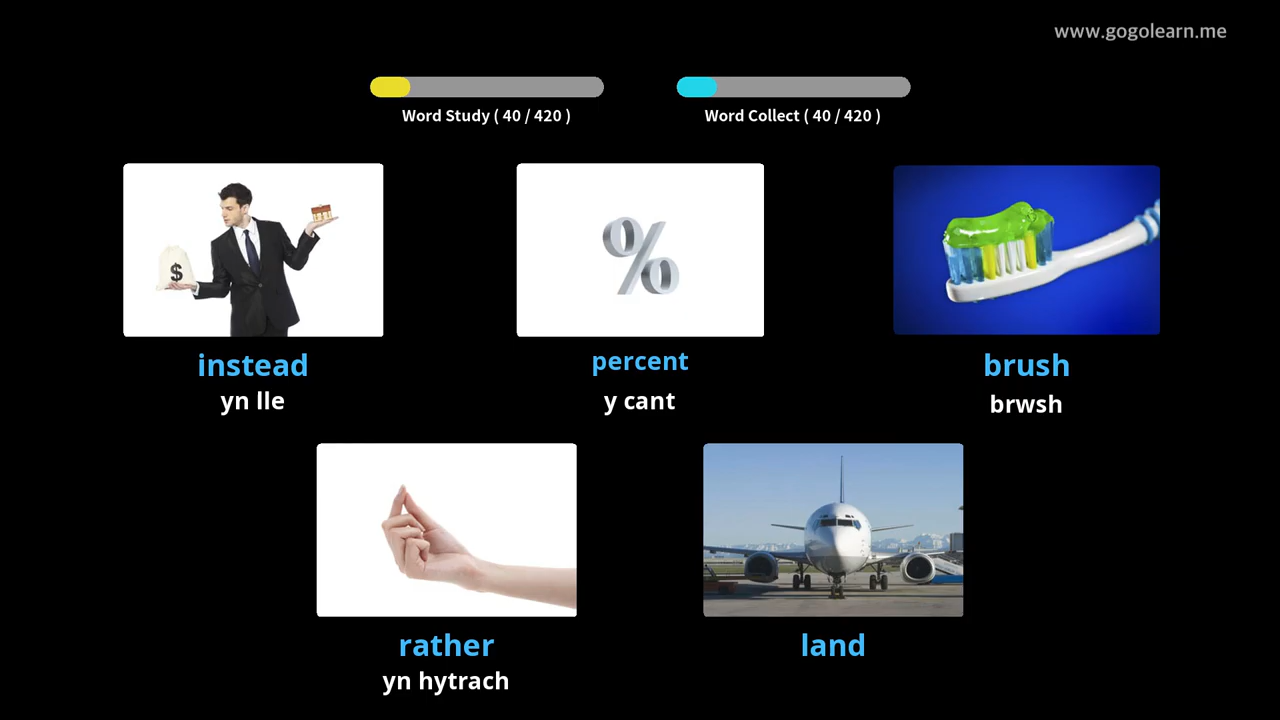 www.gogolearn.me
Word Study ( 40 / 420 )
Word Collect ( 40 / 420 )
$
%
instead
yn lle
percent
y cant
brush
brwsh
rather
yn hytrach
land